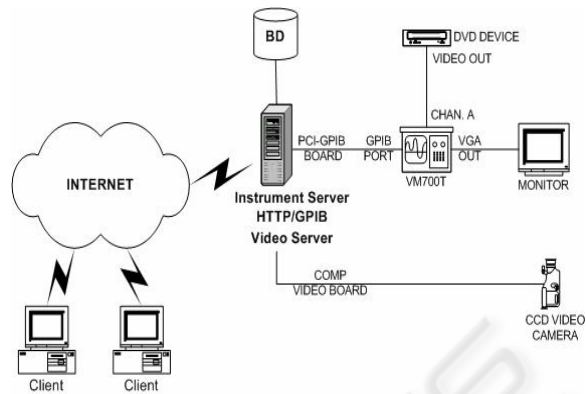 BD
DVD DEVICE
VIDEO OUT
CHAN. A
PCI-GPIB
BOARD
GPIB
PORT
VGA
OUT
VM700T
MONITOR
INTERNET
Instrument Server
HTTP/GPIB
Video Server
COMP
VIDEO BOARD
CCD VIDEO
CAMERA
Client
Client